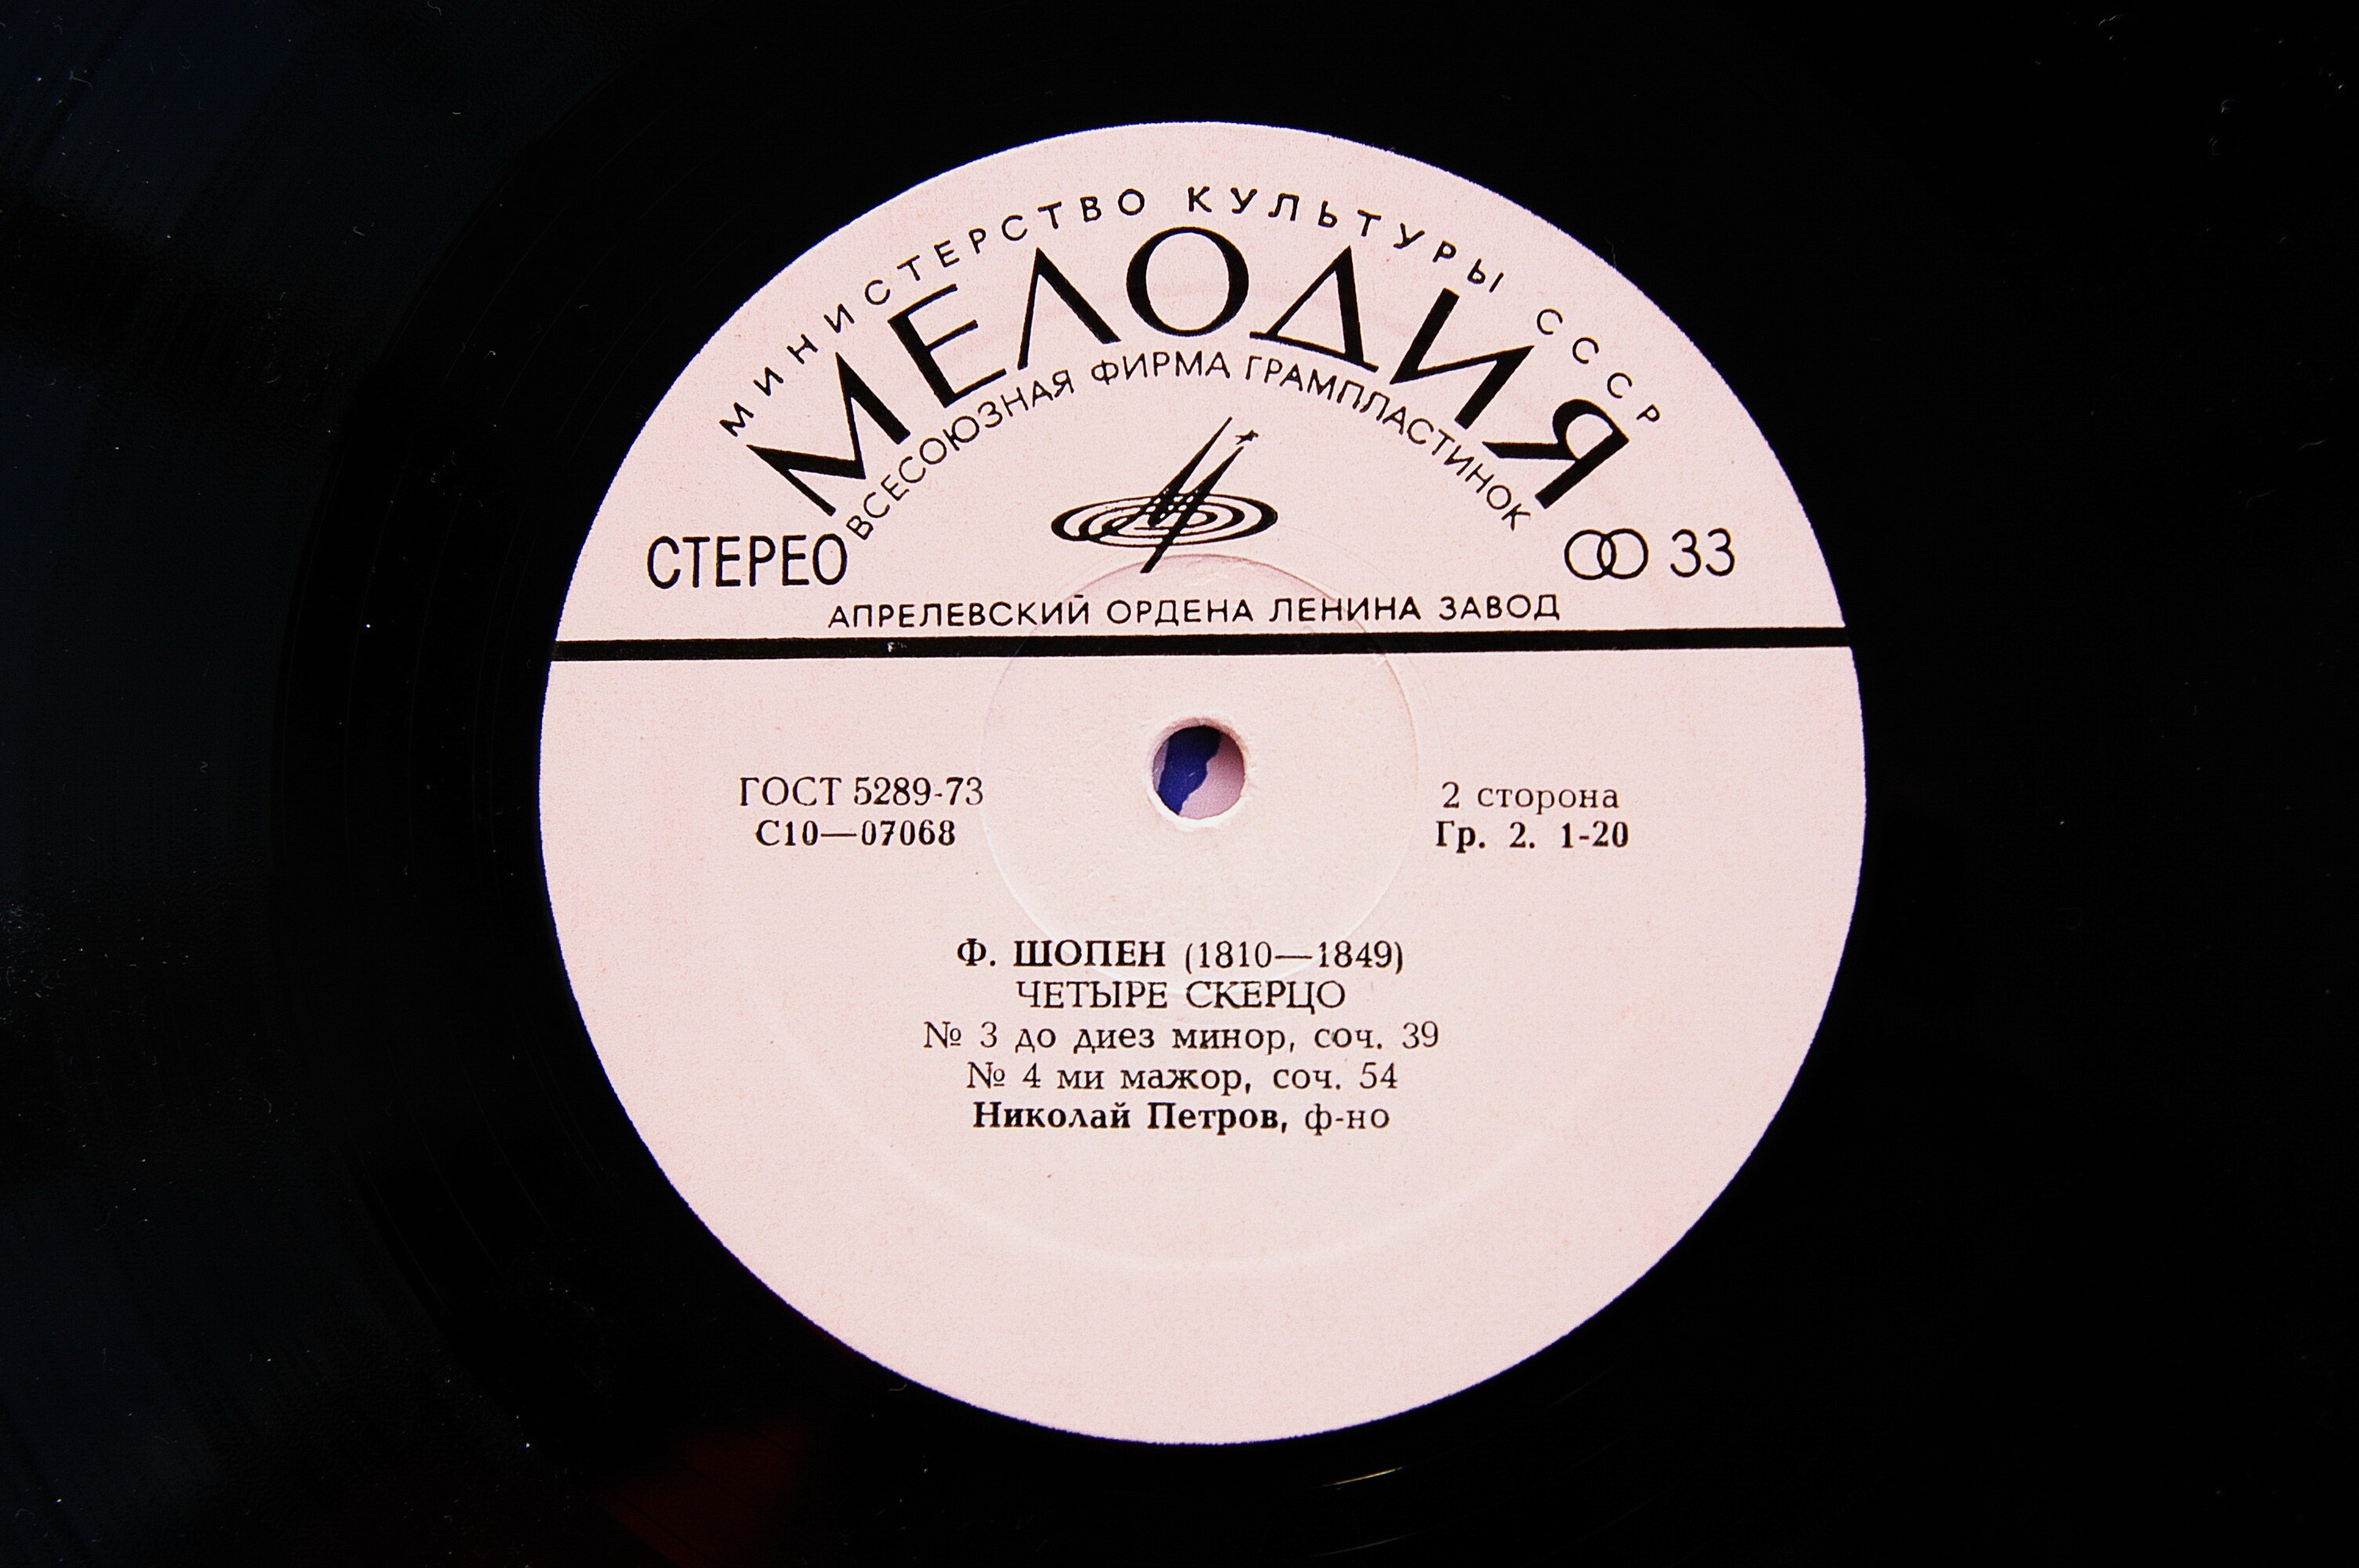 МИНИСТЕРСТВО КУЛЬТУРЫ СССР
МЕЛОДИЯ
ВСЕСОЮЗНАЯ ФИРМА ГРАМПЛАСТИНОК
СТЕРЕО
33
АПРЕЛЕВСКИЙ ОРДЕНА ЛЕНИНА ЗАВОД
ГОСТ 5289-73
С10—07068
2 сторона
Гр. 2. 1-20
Ф. ШОПЕН (1810—1849)
ЧЕТЫРЕ СКЕРЦО
№ 3 до диез минор, соч. 39
№ 4 ми мажор, соч. 54
Николай Петров, ф-но